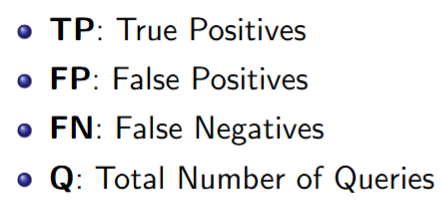 TP: True Positives
FP: False Positives
FN: False Negatives
Q: Total Number of Queries